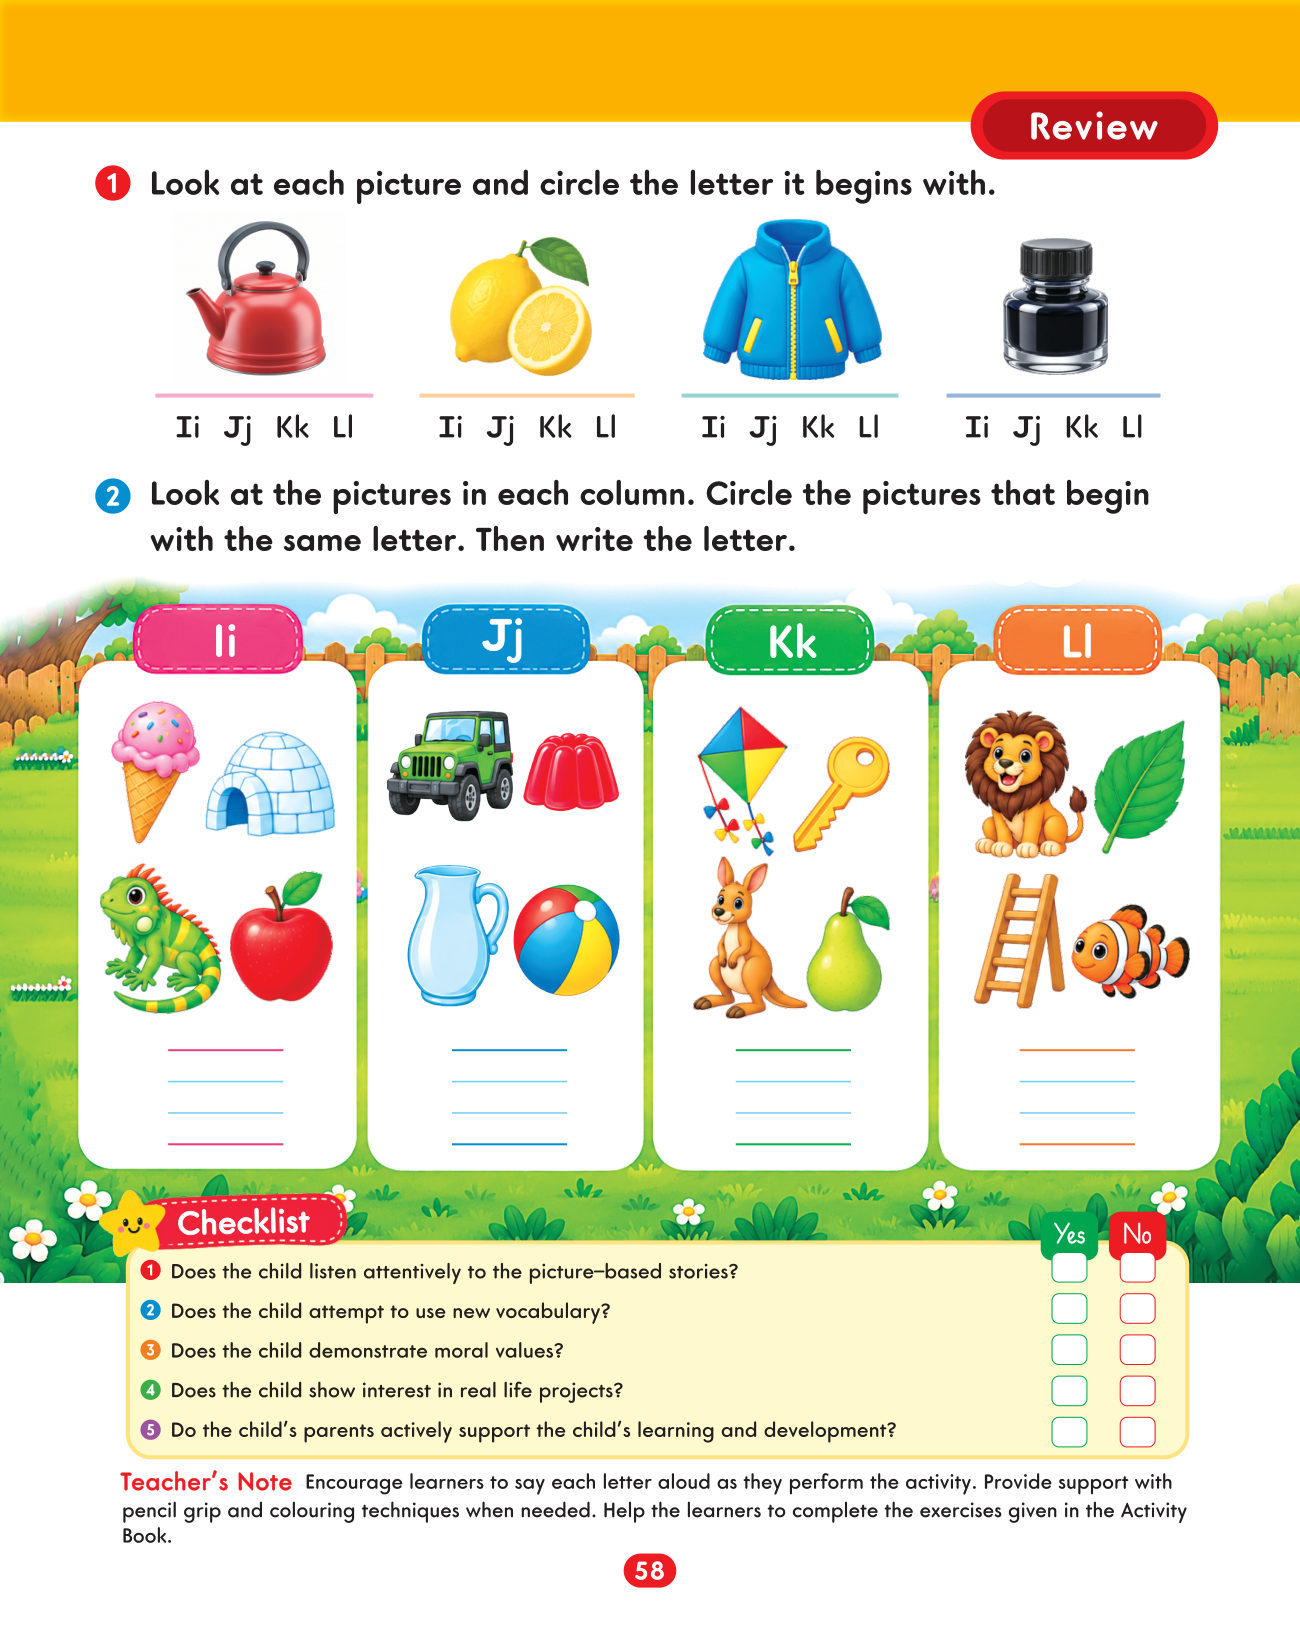 Review
1 Look at each picture and circle the letter it begins with.
Ii Jj Kk Ll
Ii Jj Kk Ll
Ii Jj Kk Ll
Ii Jj Kk Ll
2 Look at the pictures in each column. Circle the pictures that begin
with the same letter. Then write the letter.
Ii
Jj
Kk
Ll
Checklist
Yes
No
1 Does the child listen attentively to the picture–based stories?
2 Does the child attempt to use new vocabulary?
3 Does the child demonstrate moral values?
4 Does the child show interest in real life projects?
5 Do the child's parents actively support the child's learning and development?
Teacher's Note Encourage learners to say each letter aloud as they perform the activity. Provide support with
pencil grip and colouring techniques when needed. Help the learners to complete the exercises given in the Activity
Book.
58